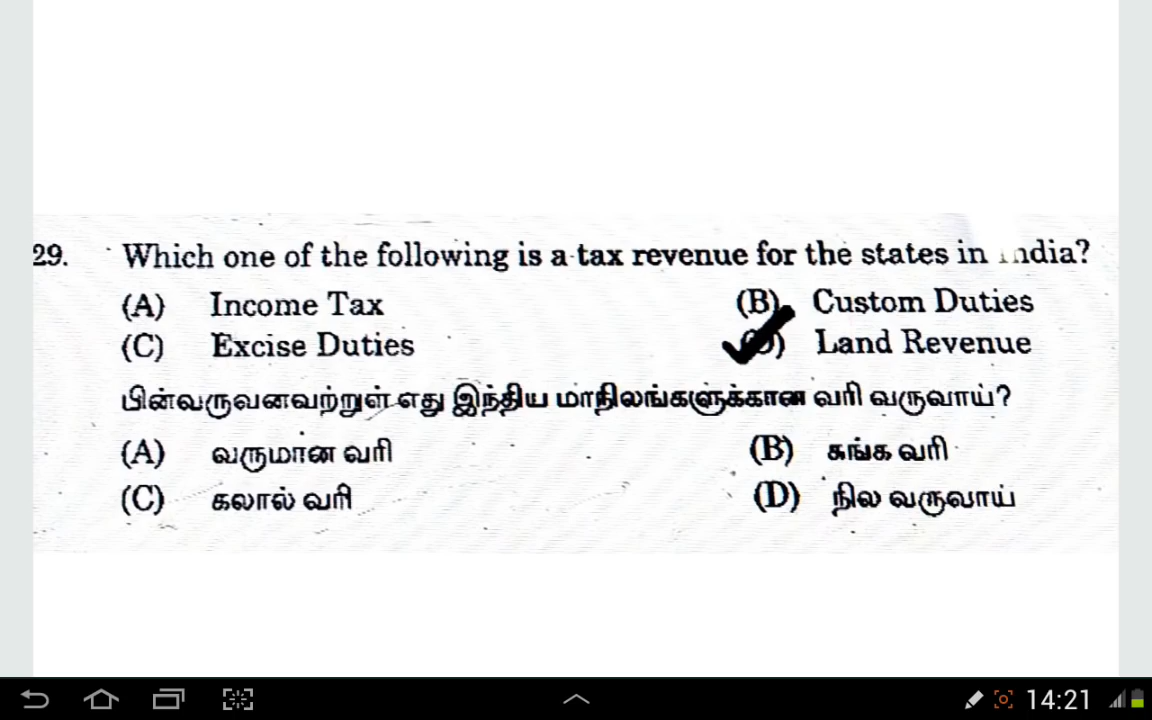 29. Which one of the following is a tax revenue for the states in India?
(A) Income Tax (B) Custom Duties
(C) Excise Duties (D) Land Revenue
பின்வருவனவற்றுள் எது இந்திய மாநிலங்களுக்கான வரி வருவாய்?
(A) வருமான வரி (B) சுங்க வரி
(C) கலால் வரி (D) நில வருவாய்
14:21